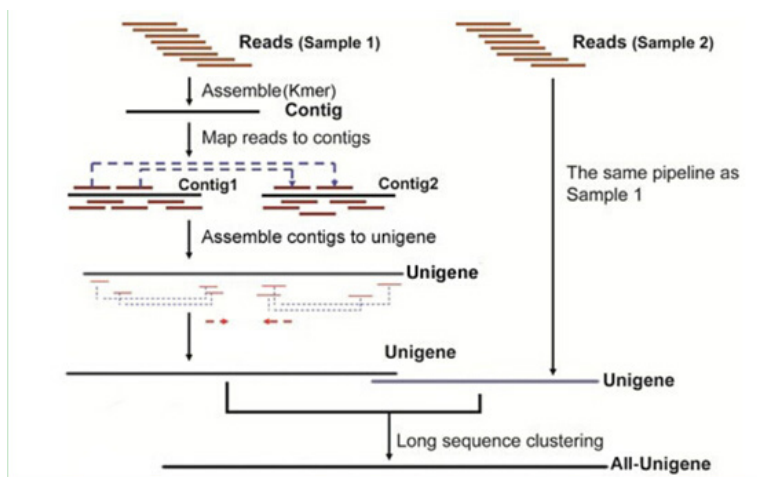 Reads (Sample 1)
Reads (Sample 2)
Assemble(Kmer)
Contig
Map reads to contigs
Contig1
Contig2
The same pipeline as
Sample 1
Assemble contigs to unigene
Unigene
Unigene
Unigene
Long sequence clustering
All-Unigene